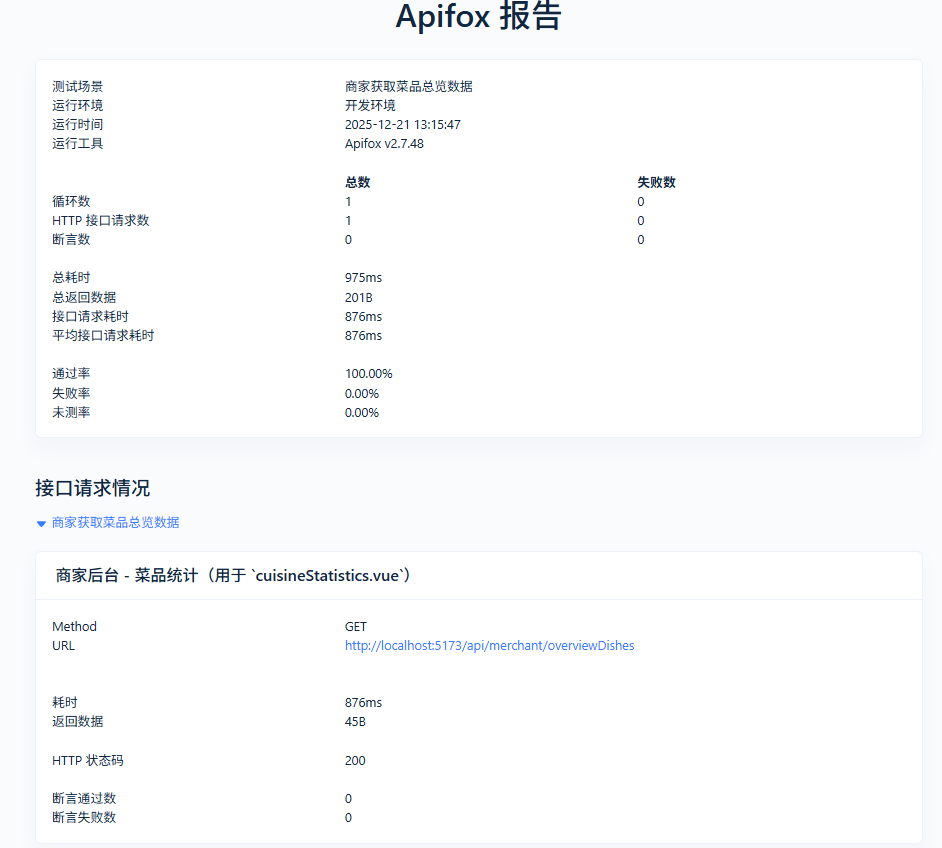 Apifox 报告
测试场景 商家获取菜品总览数据
运行环境 开发环境
运行时间 2025-12-21 13:15:47
运行工具 Apifox v2.7.48
总数 失败数
循环数 1 0
HTTP 接口请求数 1 0
断言数 0 0
总耗时 975ms
总返回数据 201B
接口请求耗时 876ms
平均接口请求耗时 876ms
通过率 100.00%
失败率 0.00%
未测率 0.00%
接口请求情况
商家获取菜品总览数据
商家后台 - 菜品统计（用于 `cuisineStatistics.vue`）
Method GET
URL http://localhost:5173/api/merchant/overviewDishes
耗时 876ms
返回数据 45B
HTTP 状态码 200
断言通过数 0
断言失败数 0